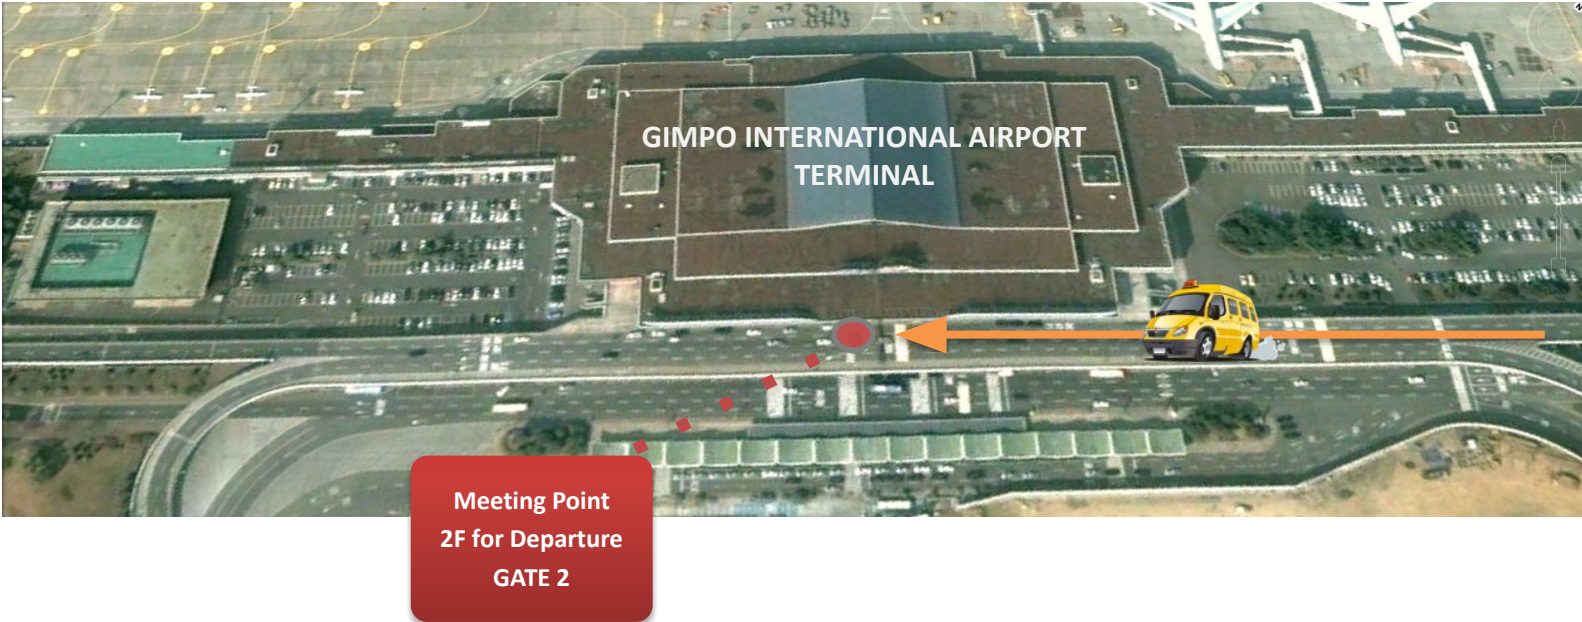 GIMPO INTERNATIONAL AIRPORT
TERMINAL
Meeting Point
2F for Departure
GATE 2